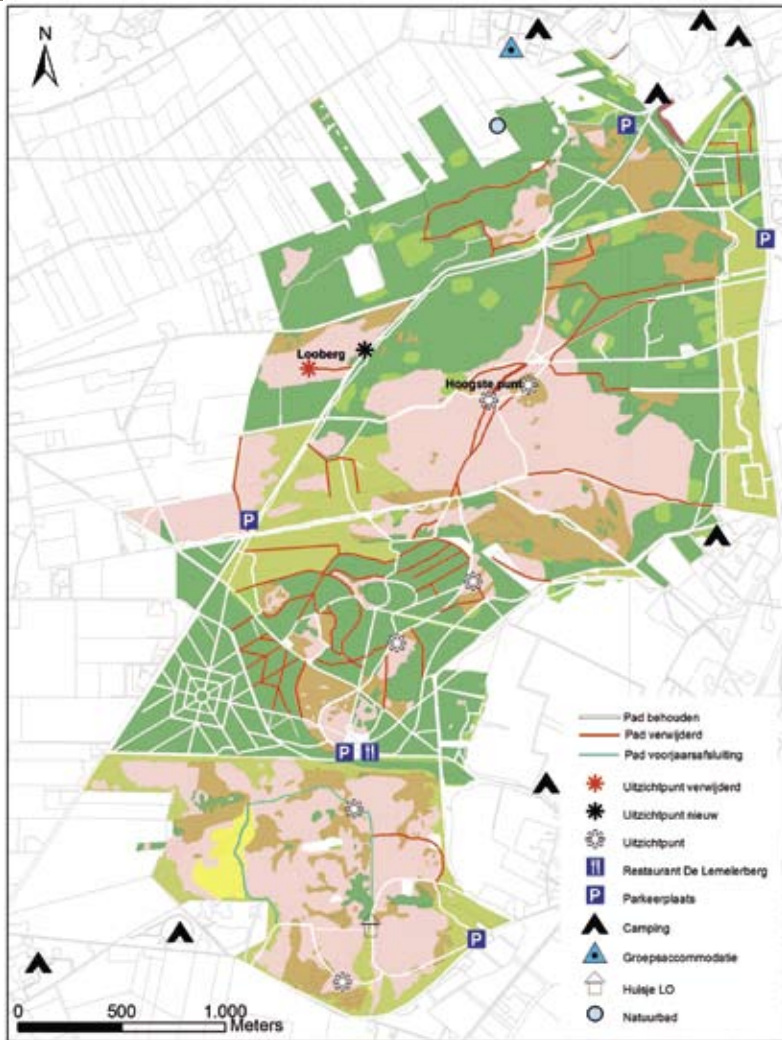 N
P
P
Looberg
Hoogste punt
P
P
P
Pad behouden
Pad verwijderd
Pad voorjaarsafsluiting
Uitzichtpunt verwijderd
Uitzichtpunt nieuw
Uitzichtpunt
Restaurant De Lemelerberg
P Parkeerplaats
Camping
Groepsaccommodatie
Huisje LO
Natuurbad
0 500 1.000
Meters